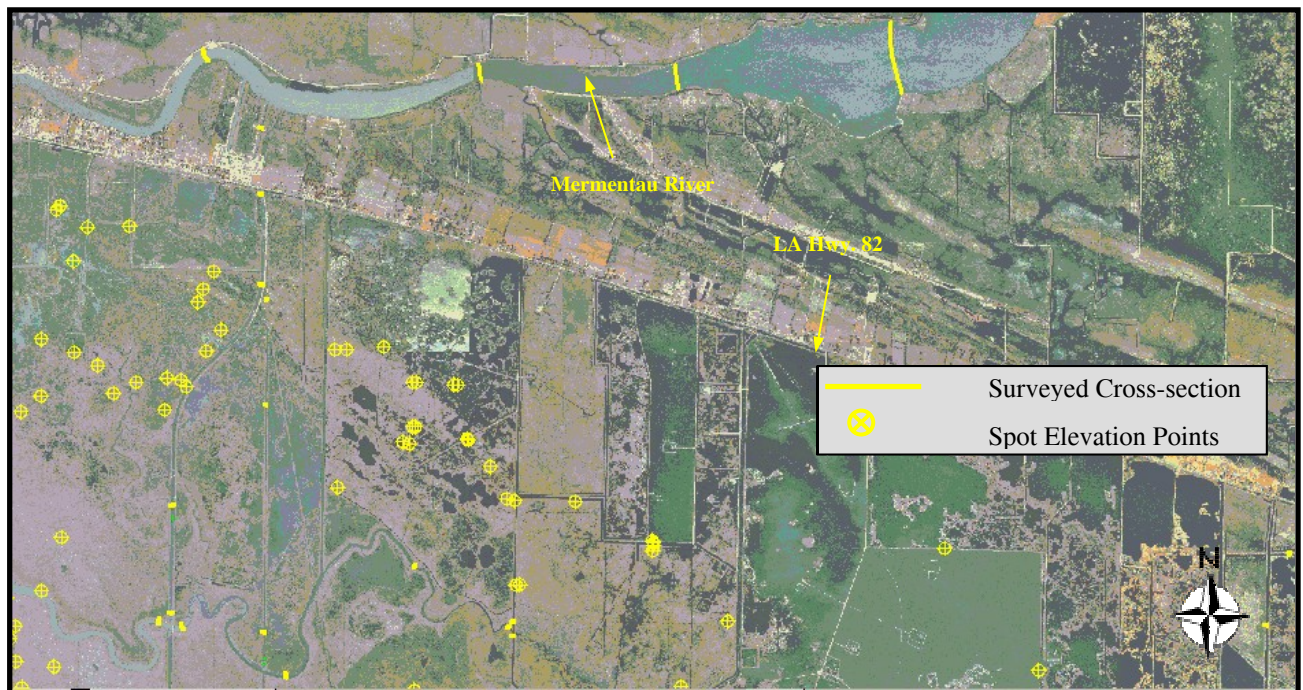 Mermentau River
LA Hwy. 82
Surveyed Cross-section
Spot Elevation Points
N